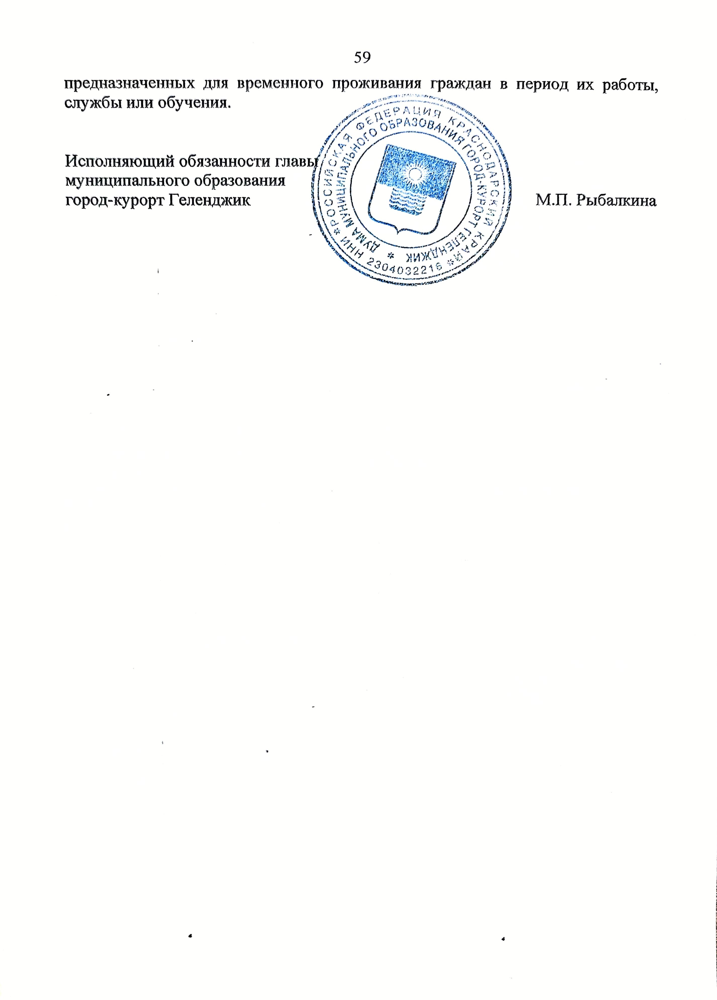 59
предназначенных для временного проживания граждан в период их работы,
службы или обучения.
Исполняющий обязанности главы
муниципального образования
город-курорт Геленджик
М.П. Рыбалкина
*РОССИЙСКАЯ ФЕДЕРАЦИЯ КРАСНОДАРСКИЙ КРАЙ*
ИНН 2304032216
ДУМА МУНИЦИПАЛЬНОГО ОБРАЗОВАНИЯ ГОРОД-КУРОРТ ГЕЛЕНДЖИК *